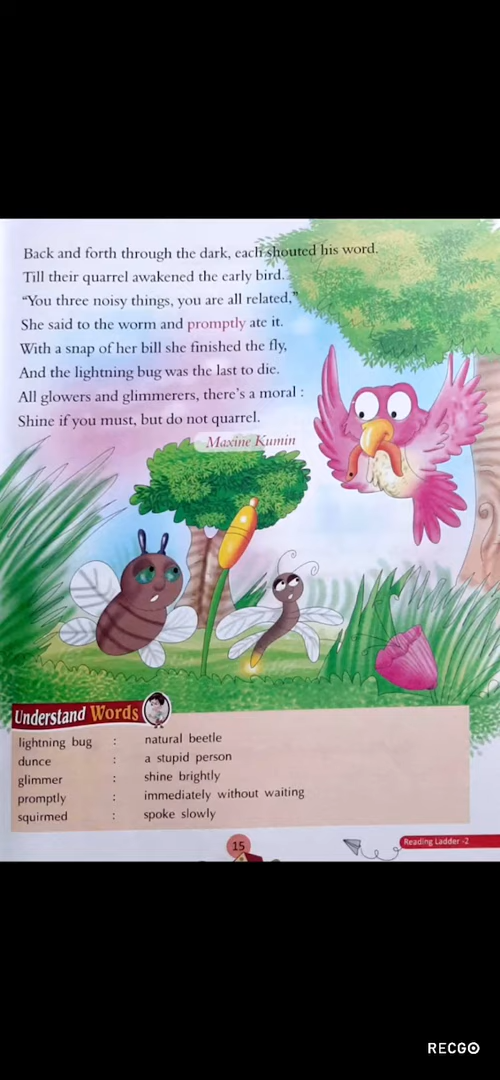 Back and forth through the dark, each shouted his word.
Till their quarrel awakened the early bird.
“You three noisy things, you are all related,”
She said to the worm and promptly ate it.
With a snap of her bill she finished the fly,
And the lightning bug was the last to die.
All glowers and glimmerers, there's a moral :
Shine if you must, but do not quarrel.
Maxine Kumin
Understand Words
lightning bug : natural beetle
dunce : a stupid person
glimmer : shine brightly
promptly : immediately without waiting
squirmed : spoke slowly
15
Reading Ladder -2
RECGO